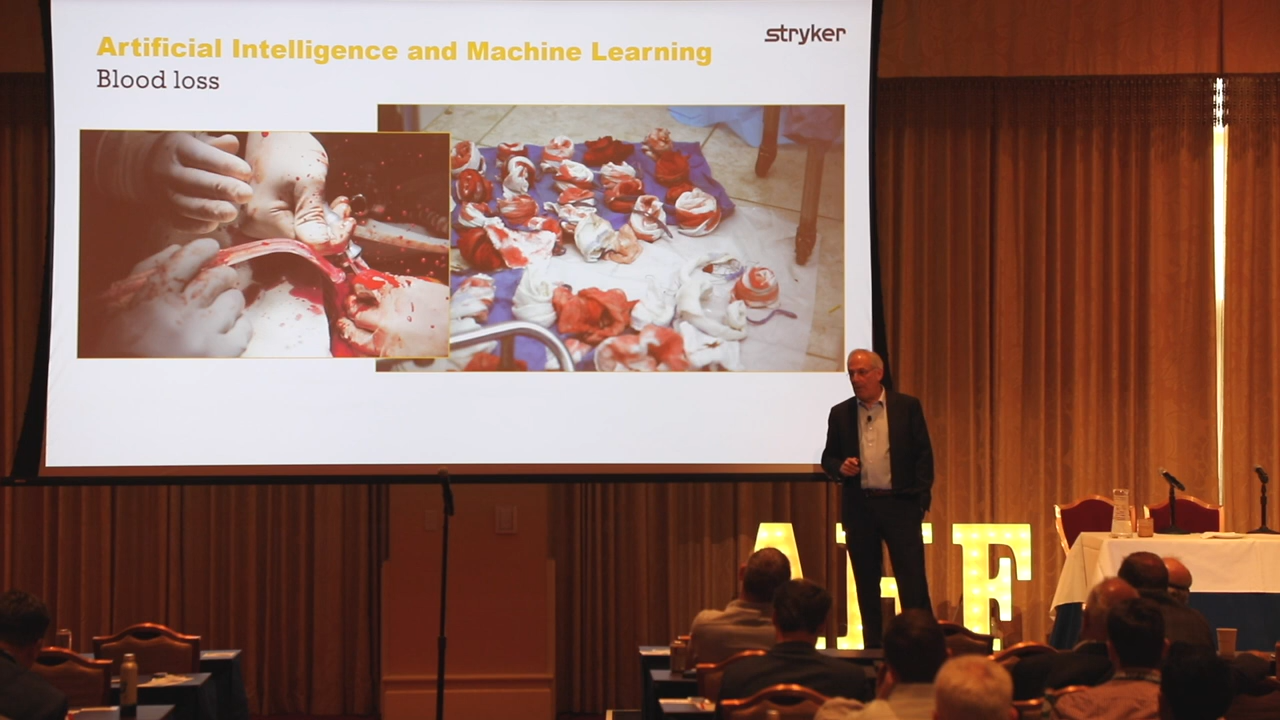 Artificial Intelligence and Machine Learning
stryker
Blood loss